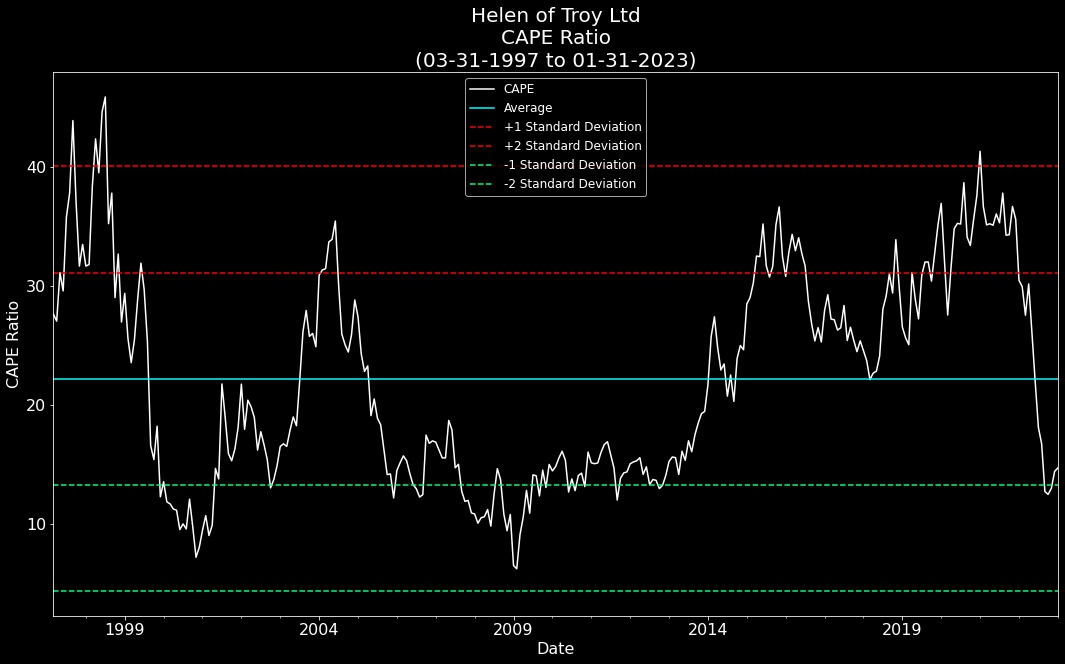 Helen of Troy Ltd
CAPE Ratio
(03-31-1997 to 01-31-2023)
CAPE
Average
+1 Standard Deviation
+2 Standard Deviation
-1 Standard Deviation
-2 Standard Deviation
40
30
20
10
CAPE Ratio
1999
2004
2009
2014
2019
Date